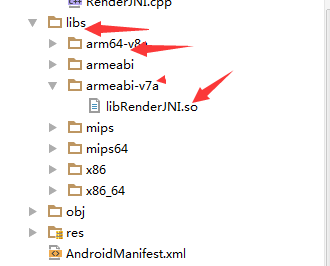 RenderJNI.cpp
libs
arm64-v8a
armeabi
armeabi-v7a
libRenderJNI.so
mips
mips64
x86
x86_64
obj
res
AndroidManifest.xml